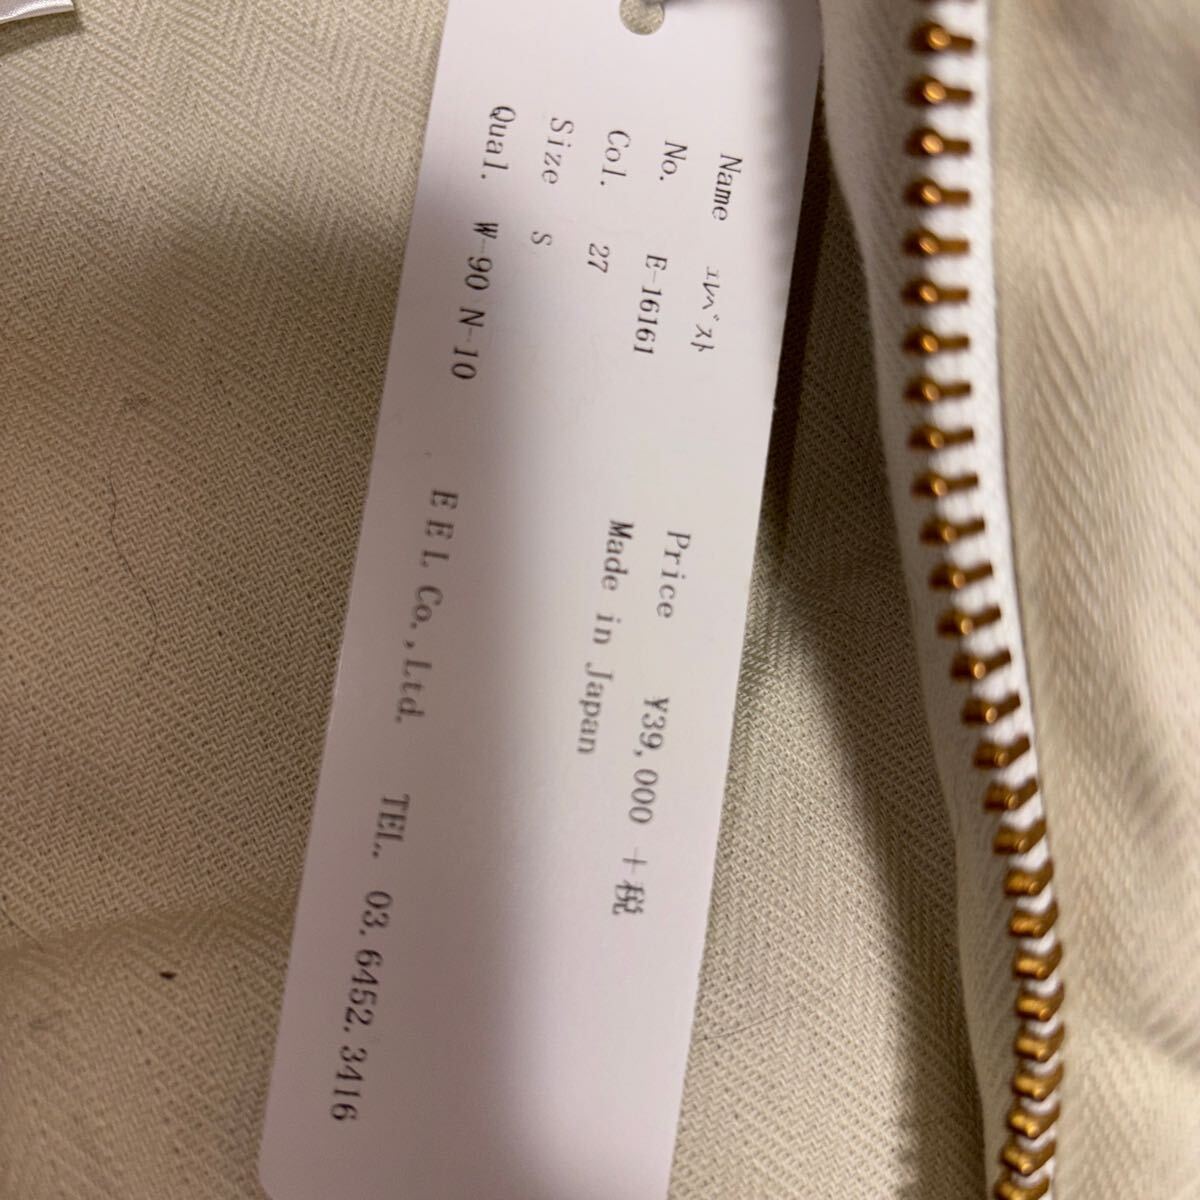 Name ｴﾚﾍﾞｽﾄ
No. E-16161 Price ¥39,000 +税
Col. 27 Made in Japan
Size S
Qual. W-90 N-10
EEL Co.,Ltd. TEL. 03.6452.3416